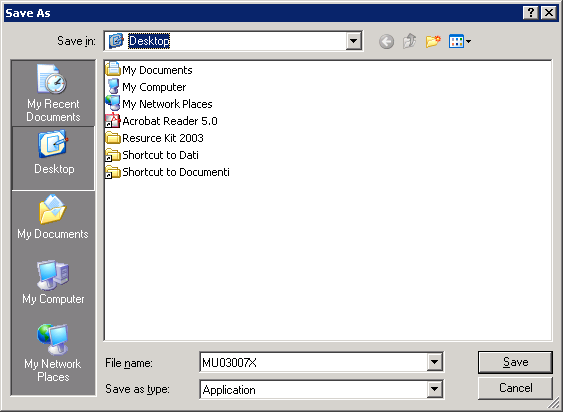 Save As
Save in:
Desktop
My Documents
My Computer
My Network Places
Acrobat Reader 5.0
Resurce Kit 2003
Shortcut to Dati
Shortcut to Documenti
My Recent
Documents
Desktop
My Documents
My Computer
My Network
Places
File name:
MU03007X
Save
Save as type:
Application
Cancel